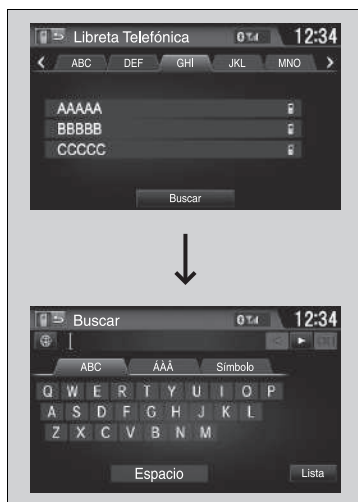 Libreta Telefónica 12:34
ABC DEF GHI JKL MNO
AAAAA
BBBBB
CCCCC
Buscar
Buscar 12:34
ABC ÁÀÂ Símbolo
Q W E R T Y U I O P
A S D F G H J K L
Z X C V B N M
Espacio Lista